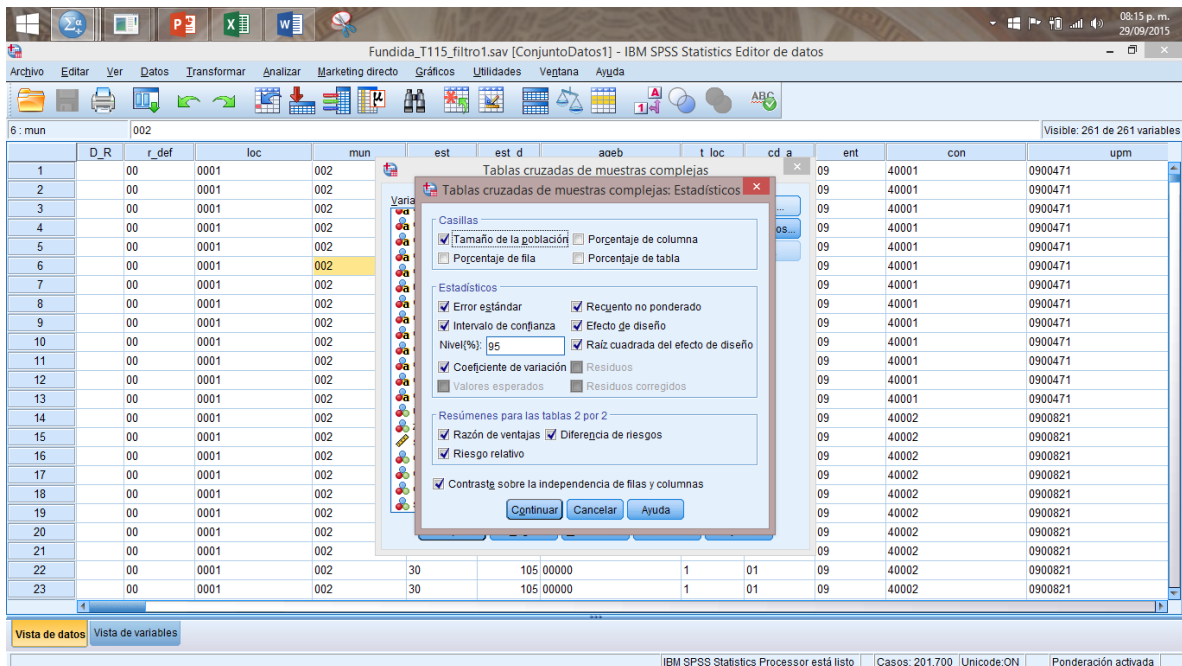 08:15 p. m.
29/09/2015
Fundida_T115_filtro1.sav [ConjuntoDatos1] - IBM SPSS Statistics Editor de datos
Archivo Editar Ver Datos Transformar Analizar Marketing directo Gráficos Utilidades Ventana Ayuda
6 : mun 002 Visible: 261 de 261 variables
D_R r_def loc mun est est_d ageb t_loc cd_a ent con upm
1 00 0001 002 09 40001 0900471
2 00 0001 002 09 40001 0900471
3 00 0001 002 09 40001 0900471
4 00 0001 002 09 40001 0900471
5 00 0001 002 09 40001 0900471
6 00 0001 002 09 40001 0900471
7 00 0001 002 09 40001 0900471
8 00 0001 002 09 40001 0900471
9 00 0001 002 09 40001 0900471
10 00 0001 002 09 40001 0900471
11 00 0001 002 09 40001 0900471
12 00 0001 002 09 40001 0900471
13 00 0001 002 09 40001 0900471
14 00 0001 002 09 40002 0900821
15 00 0001 002 09 40002 0900821
16 00 0001 002 09 40002 0900821
17 00 0001 002 09 40002 0900821
18 00 0001 002 09 40002 0900821
19 00 0001 002 09 40002 0900821
20 00 0001 002 09 40002 0900821
21 00 0001 002 09 40002 0900821
22 00 0001 002 30 105 00000 1 01 09 40002 0900821
23 00 0001 002 30 105 00000 1 01 09 40002 0900821
Tablas cruzadas de muestras complejas
Tablas cruzadas de muestras complejas: Estadísticos
Casillas
Tamaño de la población Porcentaje de columna
Porcentaje de fila Porcentaje de tabla
Estadísticos
Error estándar Recuento no ponderado
Intervalo de confianza Efecto de diseño
Nivel(%): 95 Raíz cuadrada del efecto de diseño
Coeficiente de variación Residuos
Valores esperados Residuos corregidos
Resúmenes para las tablas 2 por 2
Razón de ventajas Diferencia de riesgos
Riesgo relativo
Contraste sobre la independencia de filas y columnas
Continuar Cancelar Ayuda
Vista de datos Vista de variables
IBM SPSS Statistics Processor está listo Casos: 201.700 Unicode:ON Ponderación activada